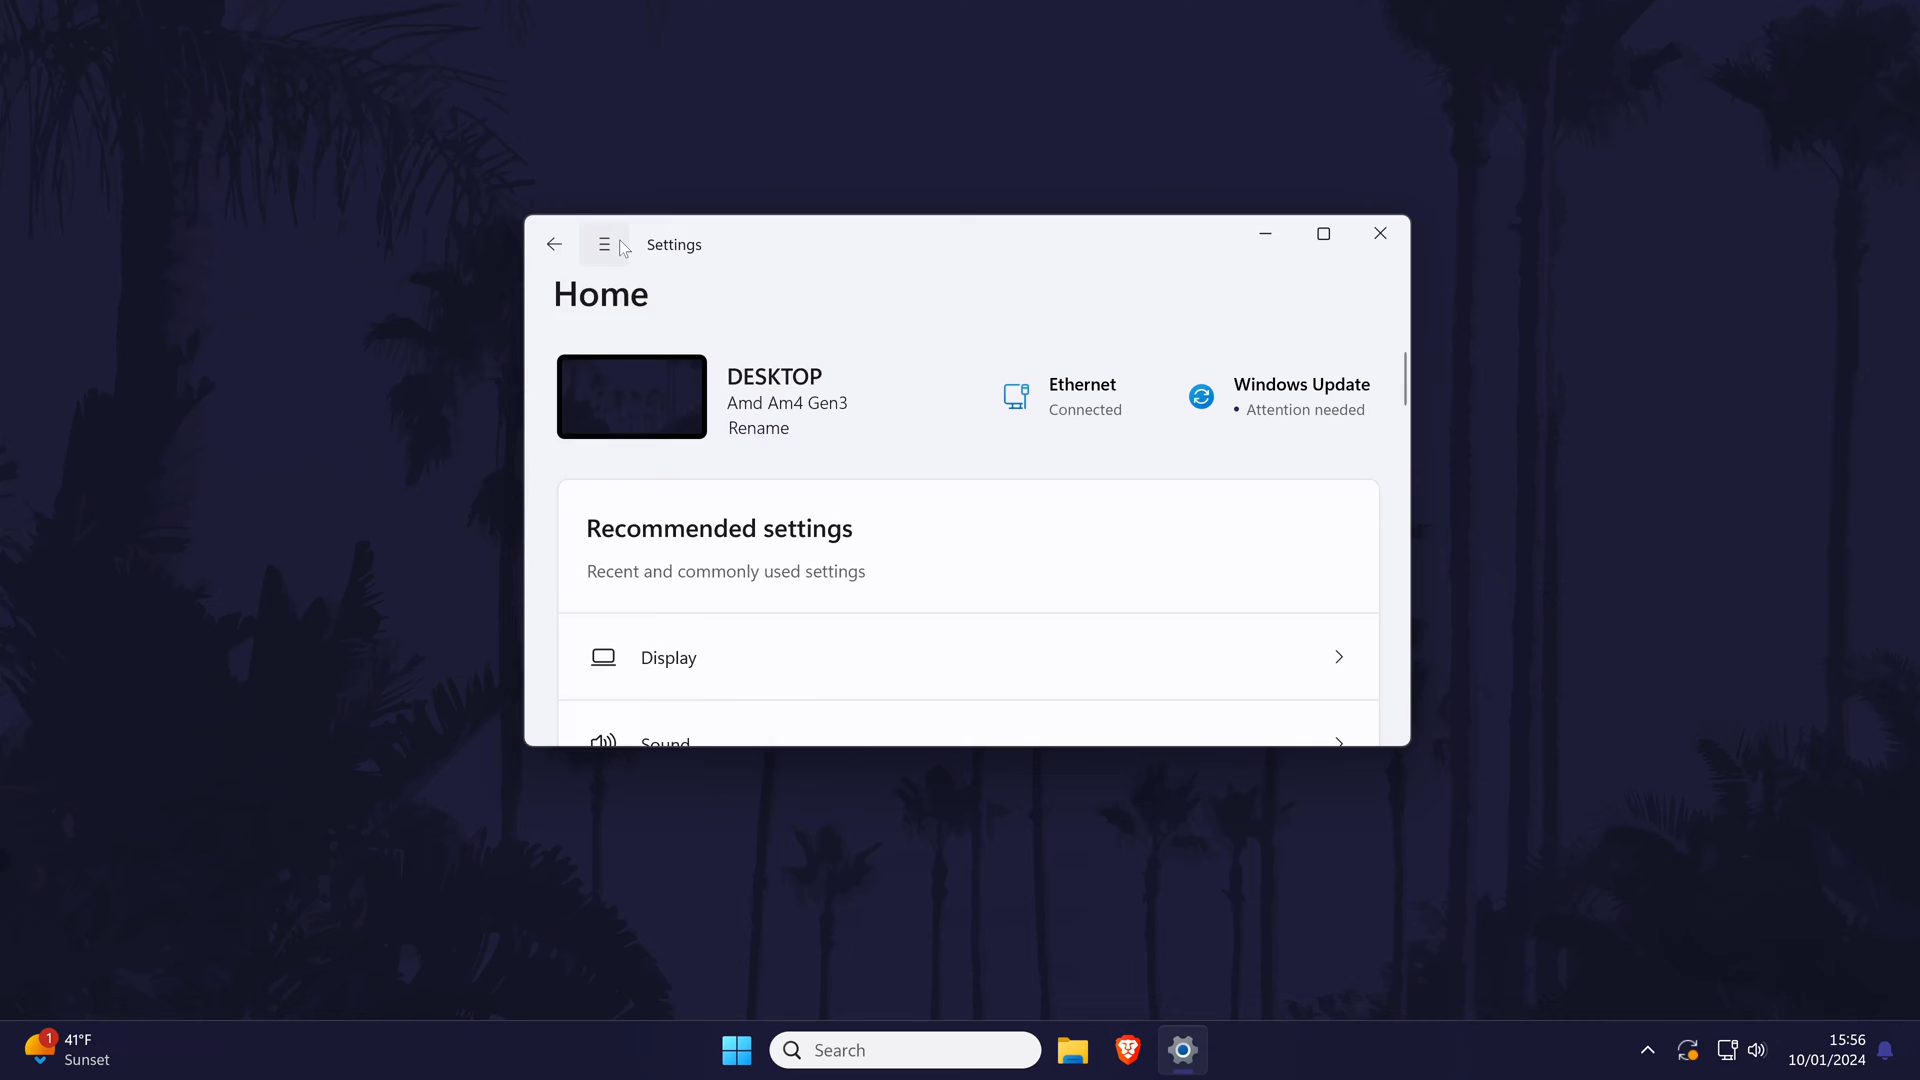 Settings
Home
DESKTOP
Amd Am4 Gen3
Rename
Ethernet
Connected
Windows Update
• Attention needed
Recommended settings
Recent and commonly used settings
Display
Sound
1
41°F
Sunset
Search
15:56
10/01/2024